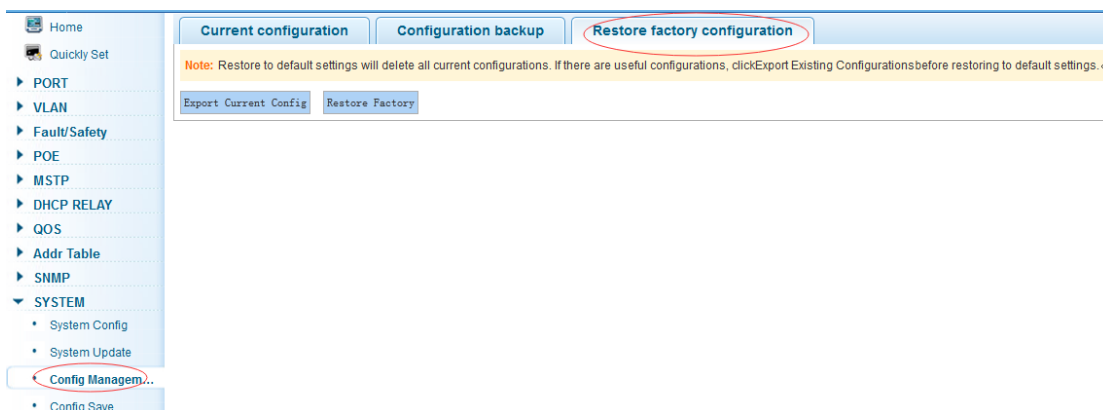 Home
Quickly Set
PORT
VLAN
Fault/Safety
POE
MSTP
DHCP RELAY
QOS
Addr Table
SNMP
SYSTEM
System Config
System Update
Config Managem...
Config Save
Current configuration
Configuration backup
Restore factory configuration
Note: Restore to default settings will delete all current configurations. If there are useful configurations, clickExport Existing Configurationsbefore restoring to default settings.
Export Current Config
Restore Factory